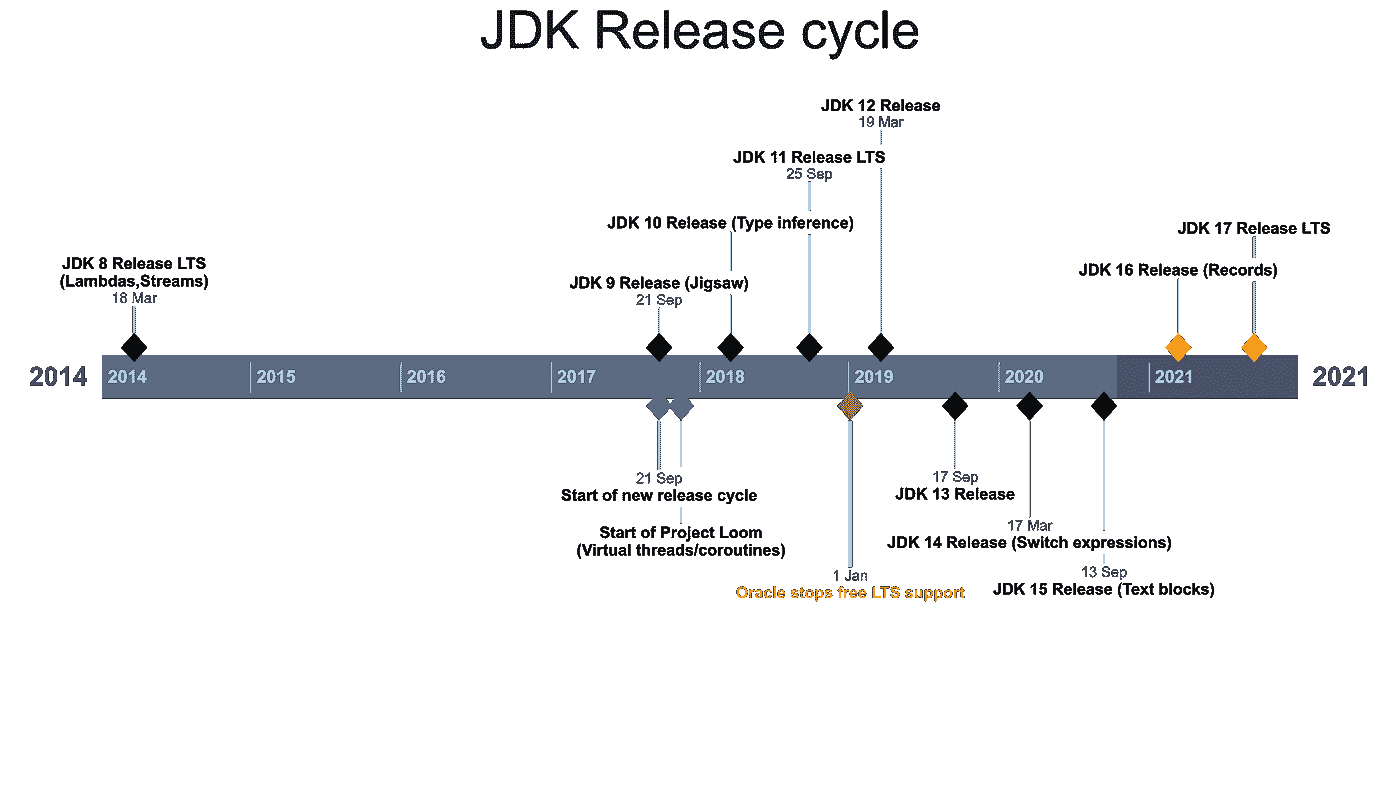 JDK Release cycle
JDK 12 Release
19 Mar
JDK 11 Release LTS
25 Sep
JDK 10 Release (Type inference)
JDK 17 Release LTS
JDK 8 Release LTS
(Lambdas,Streams)
18 Mar
JDK 9 Release (Jigsaw)
21 Sep
JDK 16 Release (Records)
2014 2014 2015 2016 2017 2018 2019 2020 2021 2021
21 Sep
Start of new release cycle
Start of Project Loom
(Virtual threads/coroutines)
1 Jan
Oracle stops free LTS support
17 Sep
JDK 13 Release
17 Mar
JDK 14 Release (Switch expressions)
13 Sep
JDK 15 Release (Text blocks)